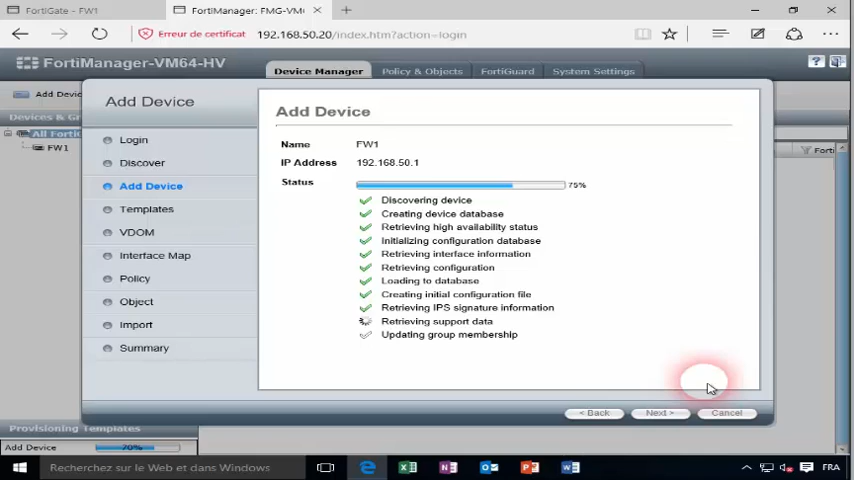 FortiGate - FW1
FortiManager: FMG-VM6
Erreur de certificat
192.168.50.20/index.htm?action=login
FortiManager-VM64-HV
Device Manager
Policy & Objects
FortiGuard
System Settings
Add Devic
Devices & Gr
All Forti
FW1
Forti
Add Device
Login
Discover
Add Device
Templates
VDOM
Interface Map
Policy
Object
Import
Summary
Add Device
Name FW1
IP Address 192.168.50.1
Status 75%
Discovering device
Creating device database
Retrieving high availability status
Initializing configuration database
Retrieving interface information
Retrieving configuration
Loading to database
Creating initial configuration file
Retrieving IPS signature information
Retrieving support data
Updating group membership
< Back
Next >
Cancel
Provisioning Templates
Add Device 70%
Recherchez sur le Web et dans Windows
FRA